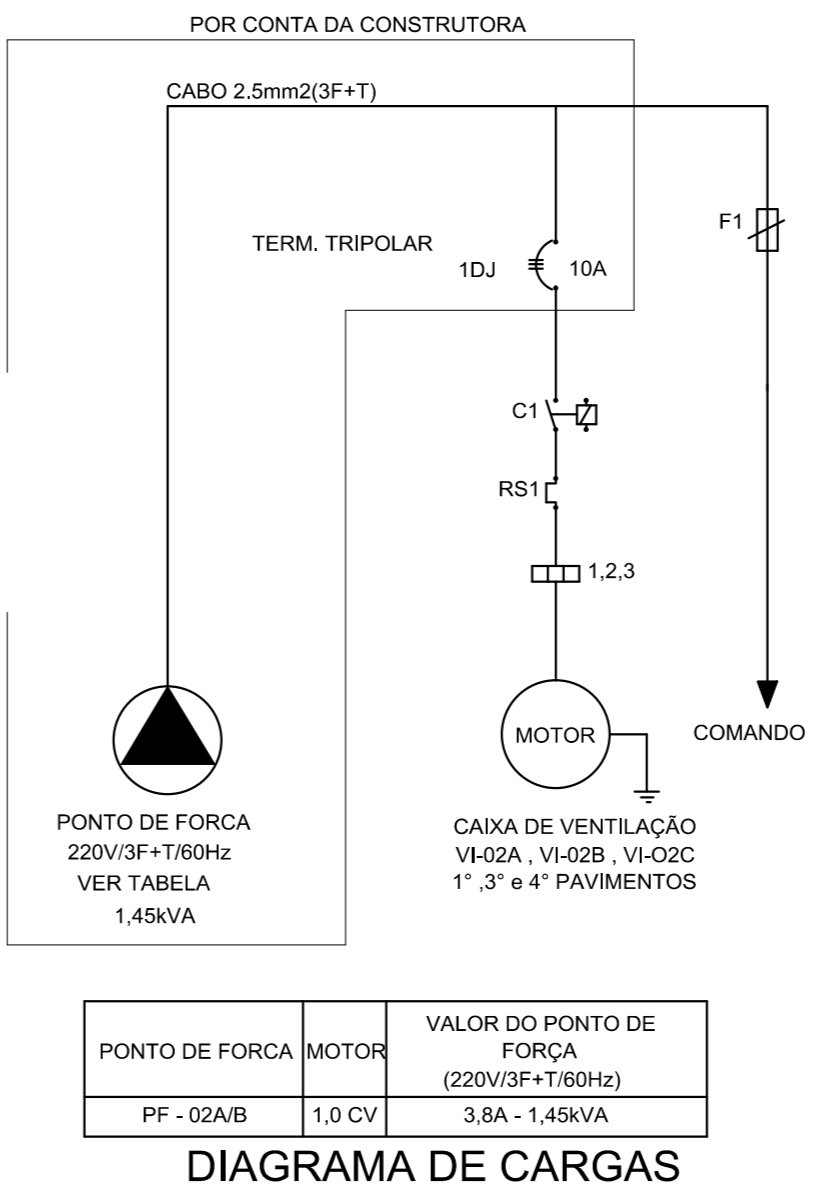 POR CONTA DA CONSTRUTORA
CABO 2.5mm2(3F+T)
F1
TERM. TRIPOLAR
1DJ
10A
C1
RS1
1,2,3
MOTOR
COMANDO
PONTO DE FORCA
220V/3F+T/60Hz
VER TABELA
1,45kVA
CAIXA DE VENTILAÇÃO
VI-02A , VI-02B , VI-O2C
1° ,3° e 4° PAVIMENTOS
PONTO DE FORCA
MOTOR
VALOR DO PONTO DE
FORÇA
(220V/3F+T/60Hz)
PF - 02A/B
1,0 CV
3,8A - 1,45kVA
DIAGRAMA DE CARGAS